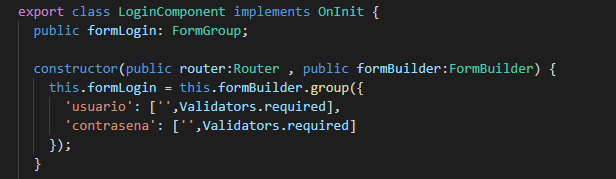 export class LoginComponent implements OnInit {
public formLogin: FormGroup;
constructor(public router:Router , public formBuilder:FormBuilder) {
this.formLogin = this.formBuilder.group({
'usuario': ['',Validators.required],
'contrasena': ['',Validators.required]
});
}